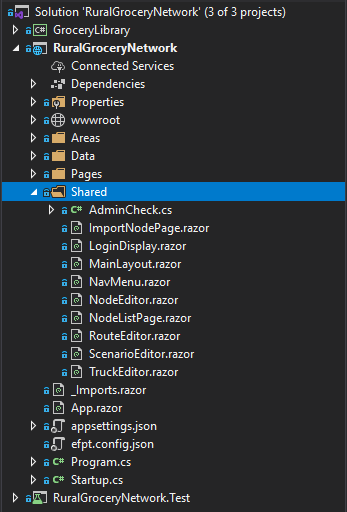 Solution 'RuralGroceryNetwork' (3 of 3 projects)
GroceryLibrary
RuralGroceryNetwork
Connected Services
Dependencies
Properties
wwwroot
Areas
Data
Pages
Shared
C# AdminCheck.cs
ImportNodePage.razor
LoginDisplay.razor
MainLayout.razor
NavMenu.razor
NodeEditor.razor
NodeListPage.razor
RouteEditor.razor
ScenarioEditor.razor
TruckEditor.razor
_Imports.razor
App.razor
appsettings.json
efpt.config.json
C# Program.cs
C# Startup.cs
RuralGroceryNetwork.Test